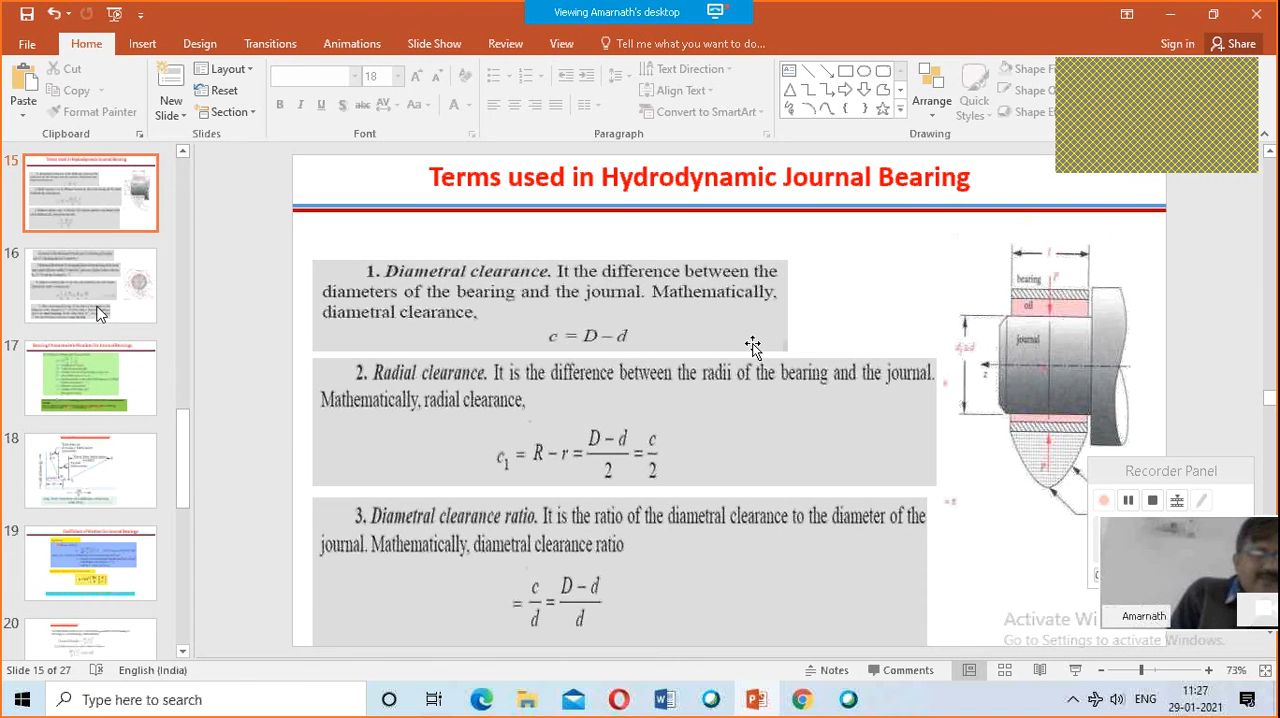 Viewing Amarnath's desktop
File Home Insert Design Transitions Animations Slide Show Review View Tell me what you want to do... Sign in Share
Paste
Cut
Copy
Format Painter
Clipboard
New
Slide
Layout
Reset
Section
Slides
18
B I U S abc AV Aa A
Font
Text Direction
Align Text
Convert to SmartArt
Paragraph
Arrange
Quick
Styles
Shape
Shape
Shape
Drawing
15
16
17
18
19
20
Terms used in Hydrodynamic Journal Bearing
1. Diametral clearance. It the difference between the
diameters of the bearing and the journal. Mathematically,
diametral clearance,
c = D – d
2. Radial clearance. It is the difference between the radii of the bearing and the journal.
Mathematically, radial clearance,
c1 = R – r = (D – d)/2 = c/2
3. Diametral clearance ratio. It is the ratio of the diametral clearance to the diameter of the
journal. Mathematically, diametral clearance ratio
= c/d = (D – d)/d
bearing
oil
journal
z
Recorder Panel
Amarnath
Activate Wi
Go to Settings to activate Windows.
Slide 15 of 27 English (India) Notes Comments 73%
Type here to search
ENG
11:27
29-01-2021